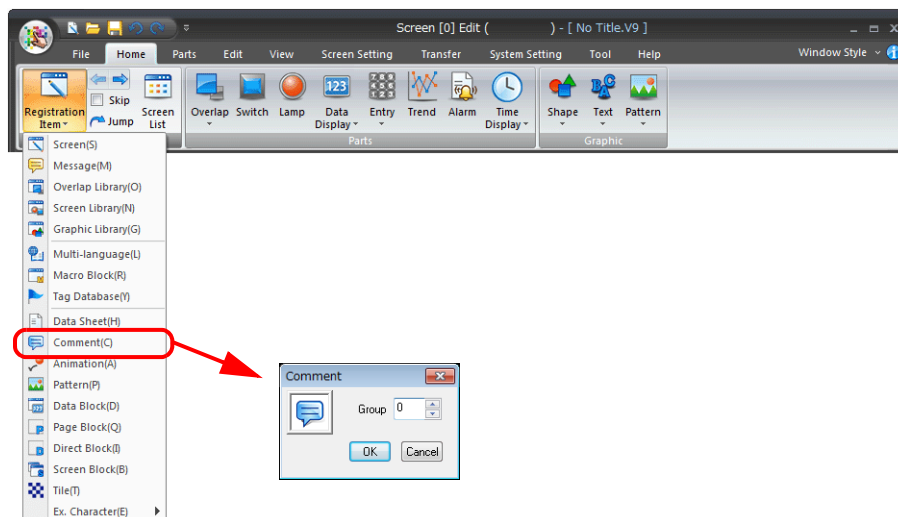 Screen [0] Edit ( ) - [ No Title.V9 ]
File Home Parts Edit View Screen Setting Transfer System Setting Tool Help Window Style
Registration Item
Skip
Jump
Screen List
Overlap Switch Lamp Data Display Entry Trend Alarm Time Display Shape Text Pattern
123
Parts Graphic
Screen(S)
Message(M)
Overlap Library(O)
Screen Library(N)
Graphic Library(G)
Multi-language(L)
Macro Block(R)
Tag Database(Y)
Data Sheet(H)
Comment(C)
Animation(A)
Pattern(P)
Data Block(D)
Page Block(Q)
Direct Block(I)
Screen Block(B)
Tile(T)
Ex. Character(E)
Comment
Group 0
OK Cancel